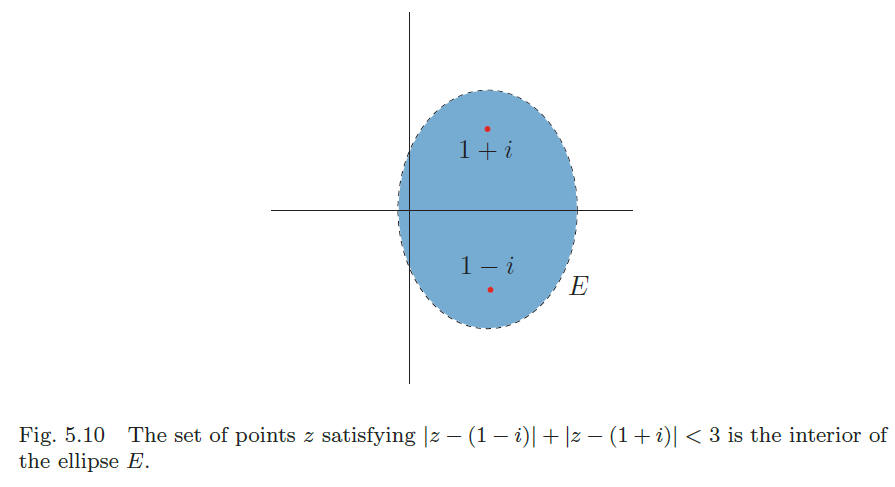 1 + i
1 − i
E
Fig. 5.10 The set of points z satisfying |z − (1 − i)| + |z − (1 + i)| < 3 is the interior of
the ellipse E.